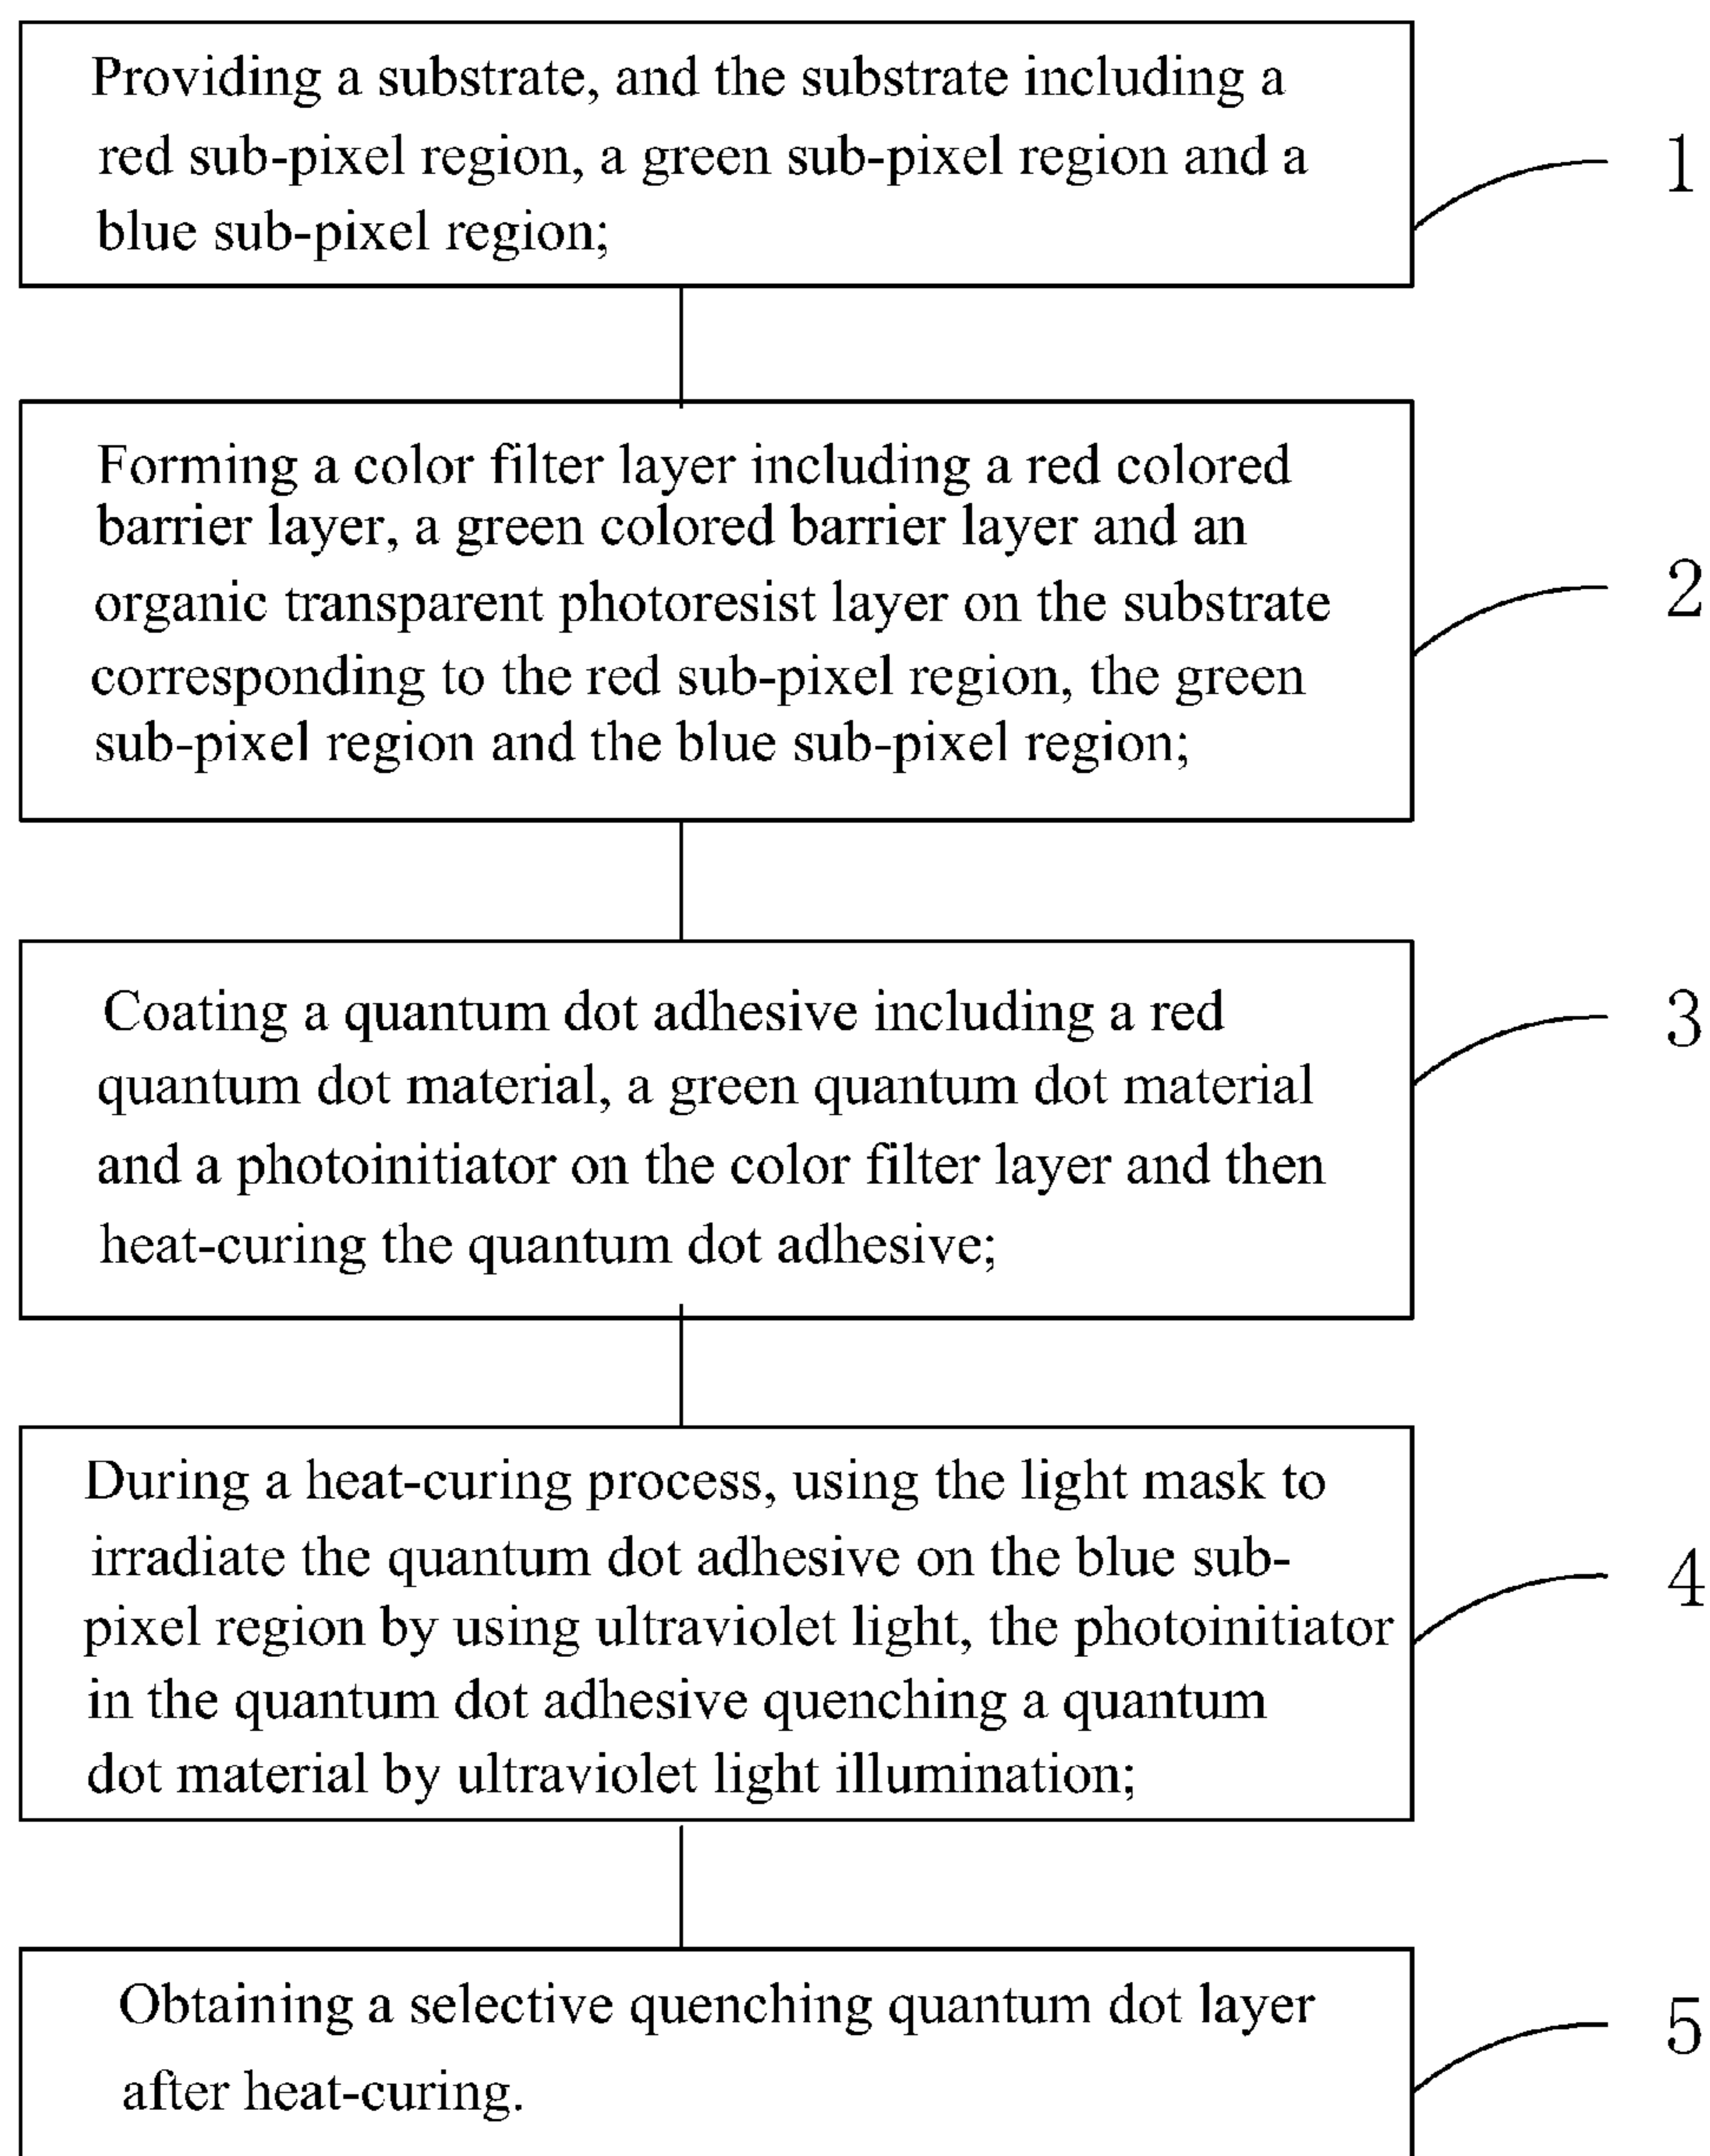 Providing a substrate, and the substrate including a
red sub-pixel region, a green sub-pixel region and a
blue sub-pixel region;
1
Forming a color filter layer including a red colored
barrier layer, a green colored barrier layer and an
organic transparent photoresist layer on the substrate
corresponding to the red sub-pixel region, the green
sub-pixel region and the blue sub-pixel region;
2
Coating a quantum dot adhesive including a red
quantum dot material, a green quantum dot material
and a photoinitiator on the color filter layer and then
heat-curing the quantum dot adhesive;
3
During a heat-curing process, using the light mask to
irradiate the quantum dot adhesive on the blue sub-
pixel region by using ultraviolet light, the photoinitiator
in the quantum dot adhesive quenching a quantum
dot material by ultraviolet light illumination;
4
Obtaining a selective quenching quantum dot layer
after heat-curing.
5